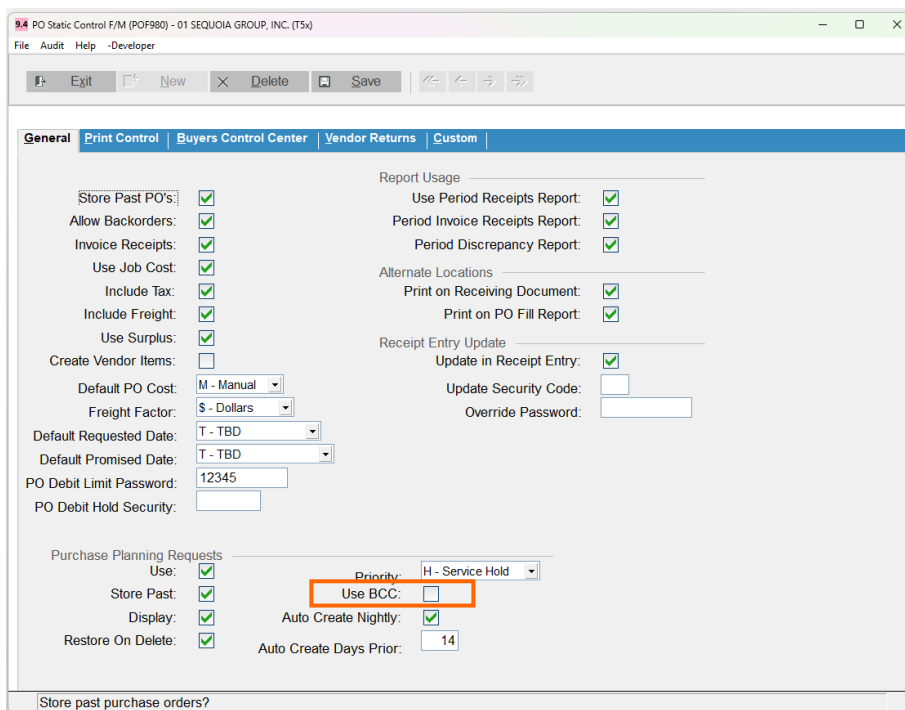 9.4 PO Static Control F/M (POF980) - 01 SEQUOIA GROUP, INC. (T5x)
File Audit Help -Developer
Exit New Delete Save
General Print Control Buyers Control Center Vendor Returns Custom
Report Usage
Store Past PO's: Use Period Receipts Report:
Allow Backorders: Period Invoice Receipts Report:
Invoice Receipts: Period Discrepancy Report:
Use Job Cost: Alternate Locations
Include Tax: Print on Receiving Document:
Include Freight: Print on PO Fill Report:
Use Surplus: Receipt Entry Update
Create Vendor Items: Update in Receipt Entry:
Default PO Cost: M - Manual Update Security Code:
Freight Factor: $ - Dollars Override Password:
Default Requested Date: T - TBD
Default Promised Date: T - TBD
PO Debit Limit Password: 12345
PO Debit Hold Security:
Purchase Planning Requests
Use: Priority: H - Service Hold
Store Past: Use BCC:
Display: Auto Create Nightly:
Restore On Delete: Auto Create Days Prior: 14
Store past purchase orders?